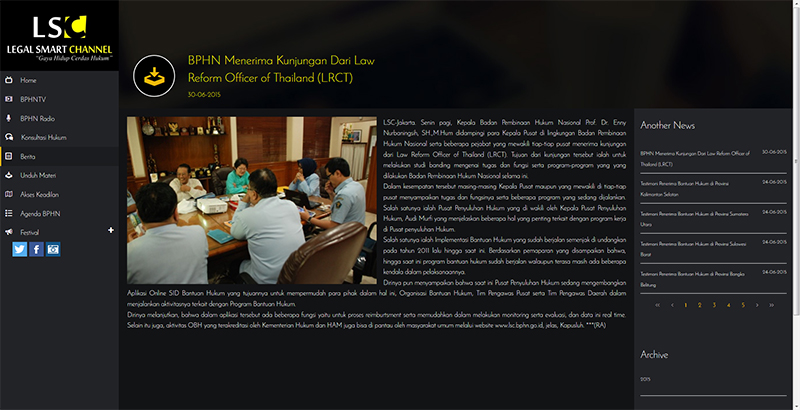 LSC
LEGAL SMART CHANNEL
"Gaya Hidup Cerdas Hukum"
Home
BPHNTV
BPHN Radio
Konsultasi Hukum
Berita
Unduh Materi
Akses Keadilan
Agenda BPHN
Festival
+
BPHN Menerima Kunjungan Dari Law
Reform Officer of Thailand (LRCT)
30-06-2015
LSC-Jakarta. Senin pagi, Kepala Badan Pembinaan Hukum Nasional Prof. Dr. Enny
Nurbaningsih, SH.,M.Hum didampingi para Kepala Pusat di lingkungan Badan Pembinaan
Hukum Nasional serta beberapa pejabat yang mewakili tiap-tiap pusat menerima kunjungan
dari Law Reform Officer of Thailand (LRCT). Tujuan dari kunjungan tersebut ialah untuk
melakukan studi banding mengenai tugas dan fungsi serta program-program yang yang
dilakukan Badan Pembinaan Hukum Nasional selama ini.
Dalam kesempatan tersebut masing-masing Kepala Pusat maupun yang mewakili di tiap-tiap
pusat menyampaikan tugas dan fungsinya serta beberapa program yang sedang dijalankan.
Salah satunya ialah Pusat Penyuluhan Hukum yang di wakili oleh Kepala Pusat Penyuluhan
Hukum, Audi Murfi yang menjelaskan beberapa hal yang penting terkait dengan program kerja
di Pusat penyuluhan Hukum.
Salah satunya ialah Implementasi Bantuan Hukum yang sudah berjalan semenjak di undangkan
pada tahun 2011 lalu hingga saat ini. Berdasarkan pemaparan yang disampaikan bahwa,
hingga saat ini program bantuan hukum sudah berjalan walaupun terasa masih ada beberapa
kendala dalam pelaksanaannya.
Dirinya pun menyampaikan bahwa saat ini Pusat Penyuluhan Hukum sedang mengembangkan
Aplikasi Online SID Bantuan Hukum yang tujuannya untuk mempermudah para pihak dalam hal ini, Organisasi Bantuan Hukum, Tim Pengawas Pusat serta Tim Pengawas Daerah dalam
menjalankan aktivitasnya terkait dengan Program Bantuan Hukum.
Dirinya melanjutkan, bahwa dalam aplikasi tersebut ada beberapa fungsi yaitu untuk proses reimburtsment serta memudahkan dalam melakukan monitoring serta evaluasi, dan data ini real time.
Selain itu juga, aktivitas OBH yang terakreditasi oleh Kementerian Hukum dan HAM juga bisa di pantau oleh masyarakat umum melalui website www.lsc.bphn.go.id, jelas, Kapusluh. ***(RA)
Another News
BPHN Menerima Kunjungan Dari Law Reform Officer of 30-06-2015
Thailand (LRCT)
Testimoni Penerima Bantuan Hukum di Provinsi 24-06-2015
Kalimantan Selatan
Testimoni Penerima Bantuan Hukum di Provinsi Sumatera 24-06-2015
Utara
Testimoni Penerima Bantuan Hukum di Provinsi Sulawesi 24-06-2015
Barat
Testimoni Penerima Bantuan Hukum di Provinsi Bangka 24-06-2015
Belitung
«« « 1 2 3 4 5 » »»
Archive
2015